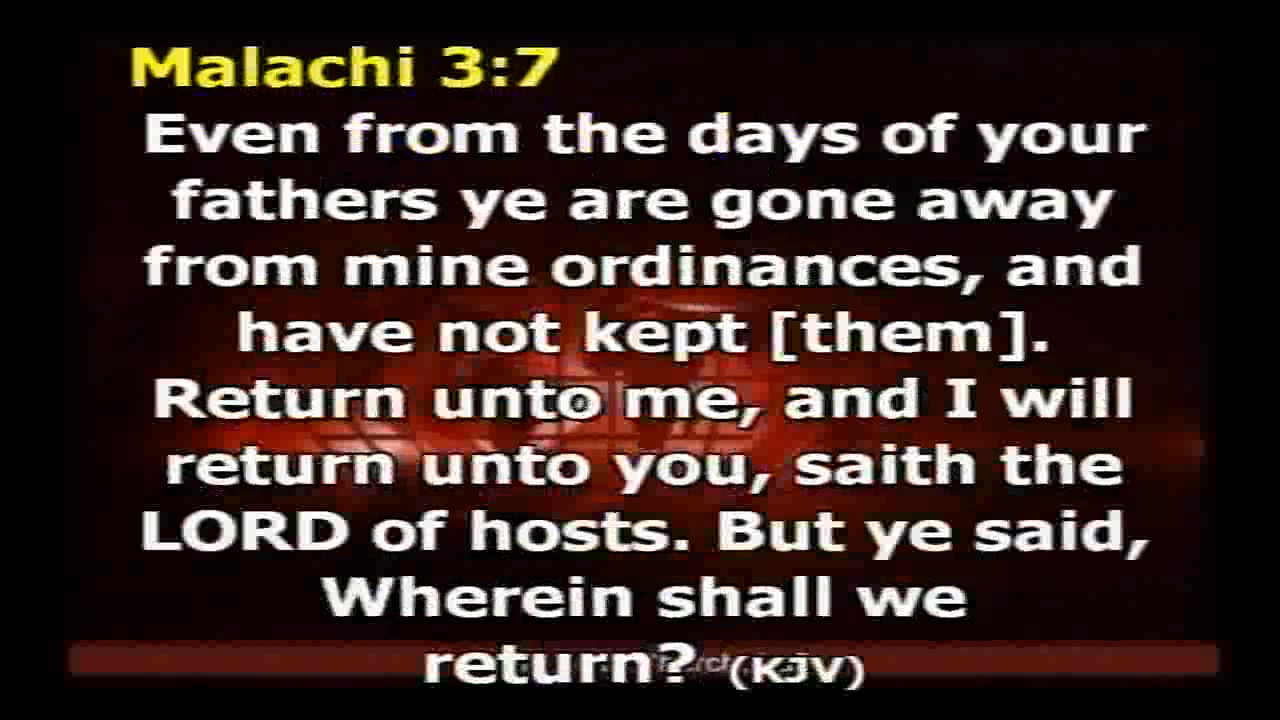 Malachi 3:7
Even from the days of your
fathers ye are gone away
from mine ordinances, and
have not kept [them].
Return unto me, and I will
return unto you, saith the
LORD of hosts. But ye said,
Wherein shall we
return? (KJV)